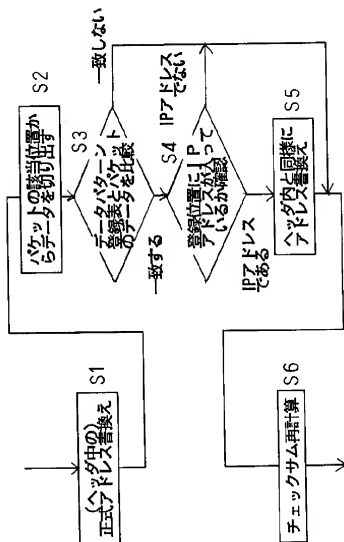 S1
(ヘッダ中の)
正式アドレス書換え
S2
パケットの該当位置か
らデータを切り出す
S3
データパタント
登録表とパケット
のデータを比較
一致しない
一致する
S4
登録位置にIP
アドレスが入って
いるか確認
IPアドレス
でない
IPアドレス
である
S5
ヘッダ内と同様に
アドレス書換え
S6
チェックサム再計算